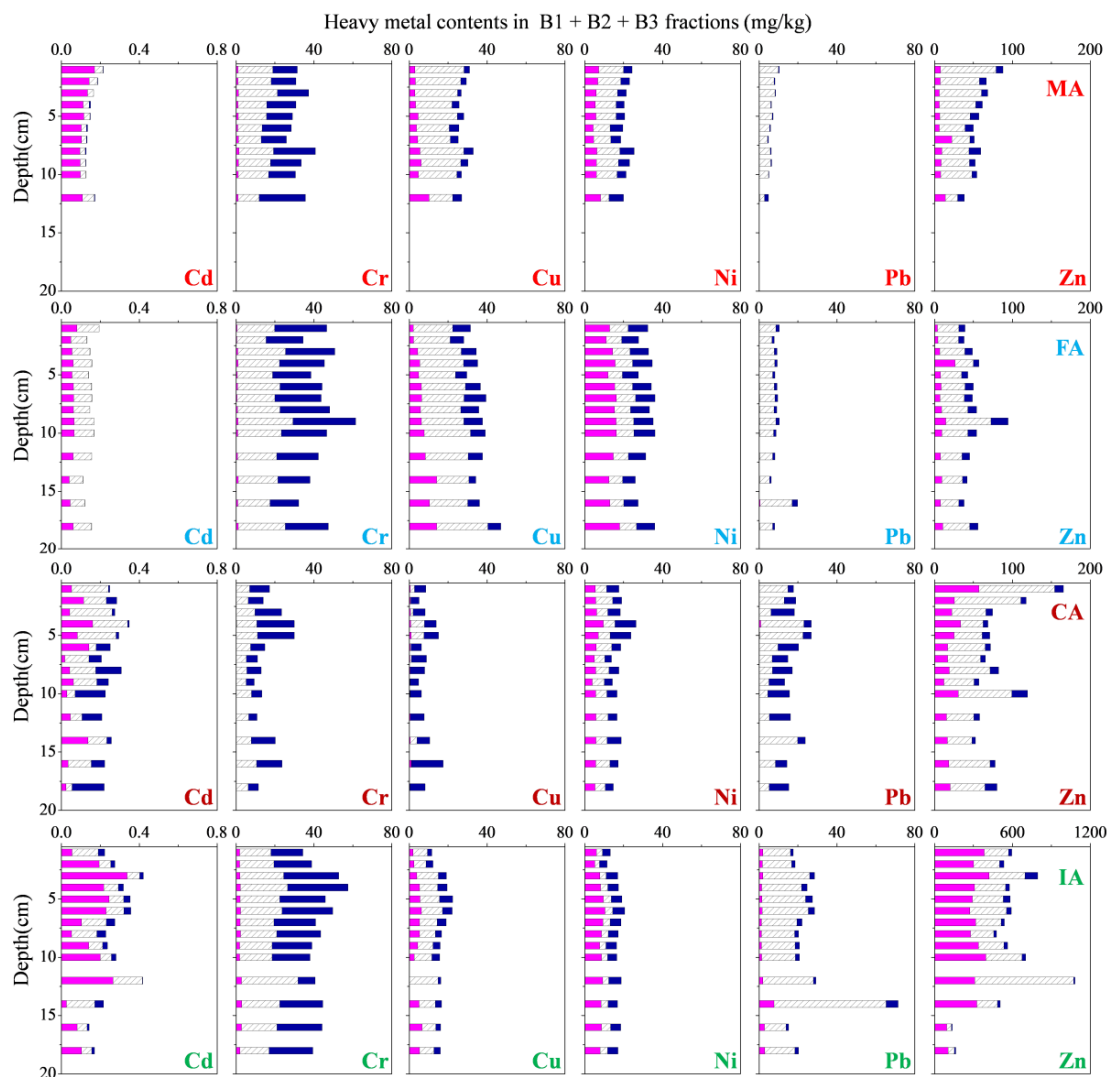 Heavy metal contents in B1 + B2 + B3 fractions (mg/kg)
0.0 0.4 0.8 0 40 80 0 40 80 0 40 80 0 40 80 0 100 200
Depth(cm)
5
10
15
20
Cd Cr Cu Ni Pb Zn
MA
0.0 0.4 0.8 0 40 80 0 40 80 0 40 80 0 40 80 0 100 200
Depth(cm)
5
10
15
20
Cd Cr Cu Ni Pb Zn
FA
0.0 0.4 0.8 0 40 80 0 40 80 0 40 80 0 40 80 0 100 200
Depth(cm)
5
10
15
20
Cd Cr Cu Ni Pb Zn
CA
0.0 0.4 0.8 0 40 80 0 40 80 0 40 80 0 40 80 0 600 1200
Depth(cm)
5
10
15
20
Cd Cr Cu Ni Pb Zn
IA